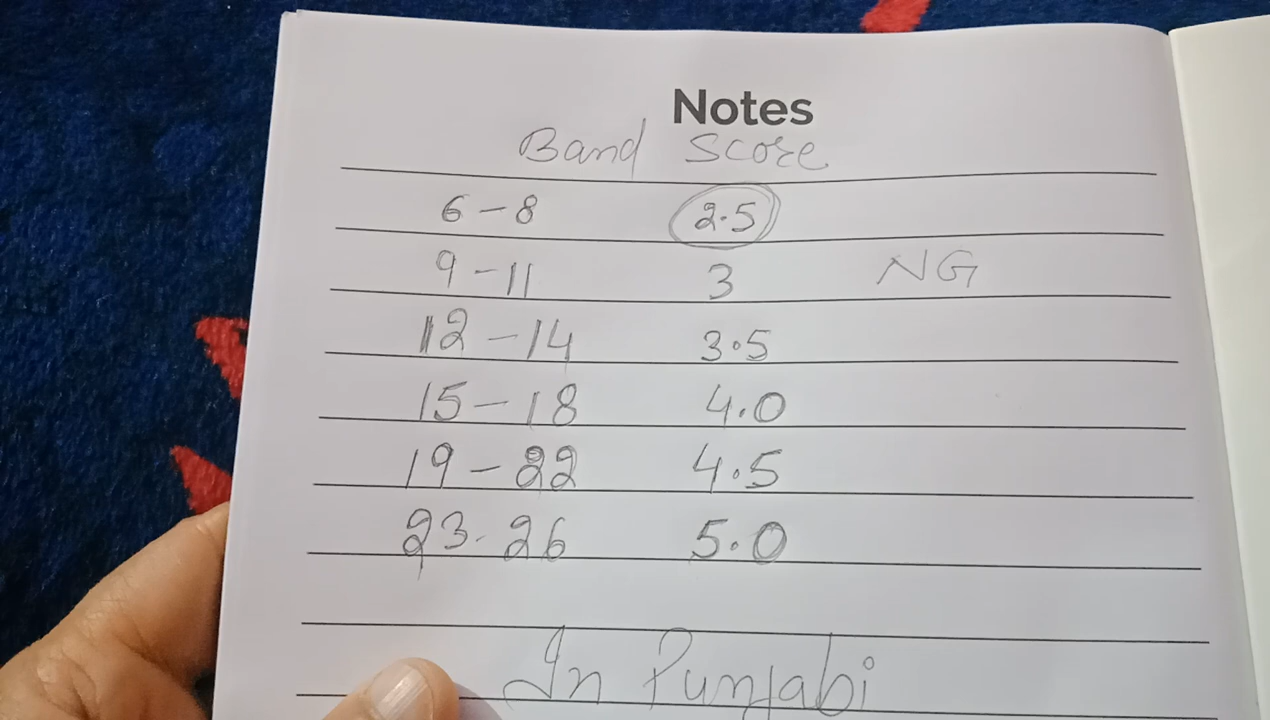 Notes
Band Score
6 - 8 2.5
9 - 11 3 NG
12 - 14 3.5
15 - 18 4.0
19 - 22 4.5
23 - 26 5.0
In Punjabi